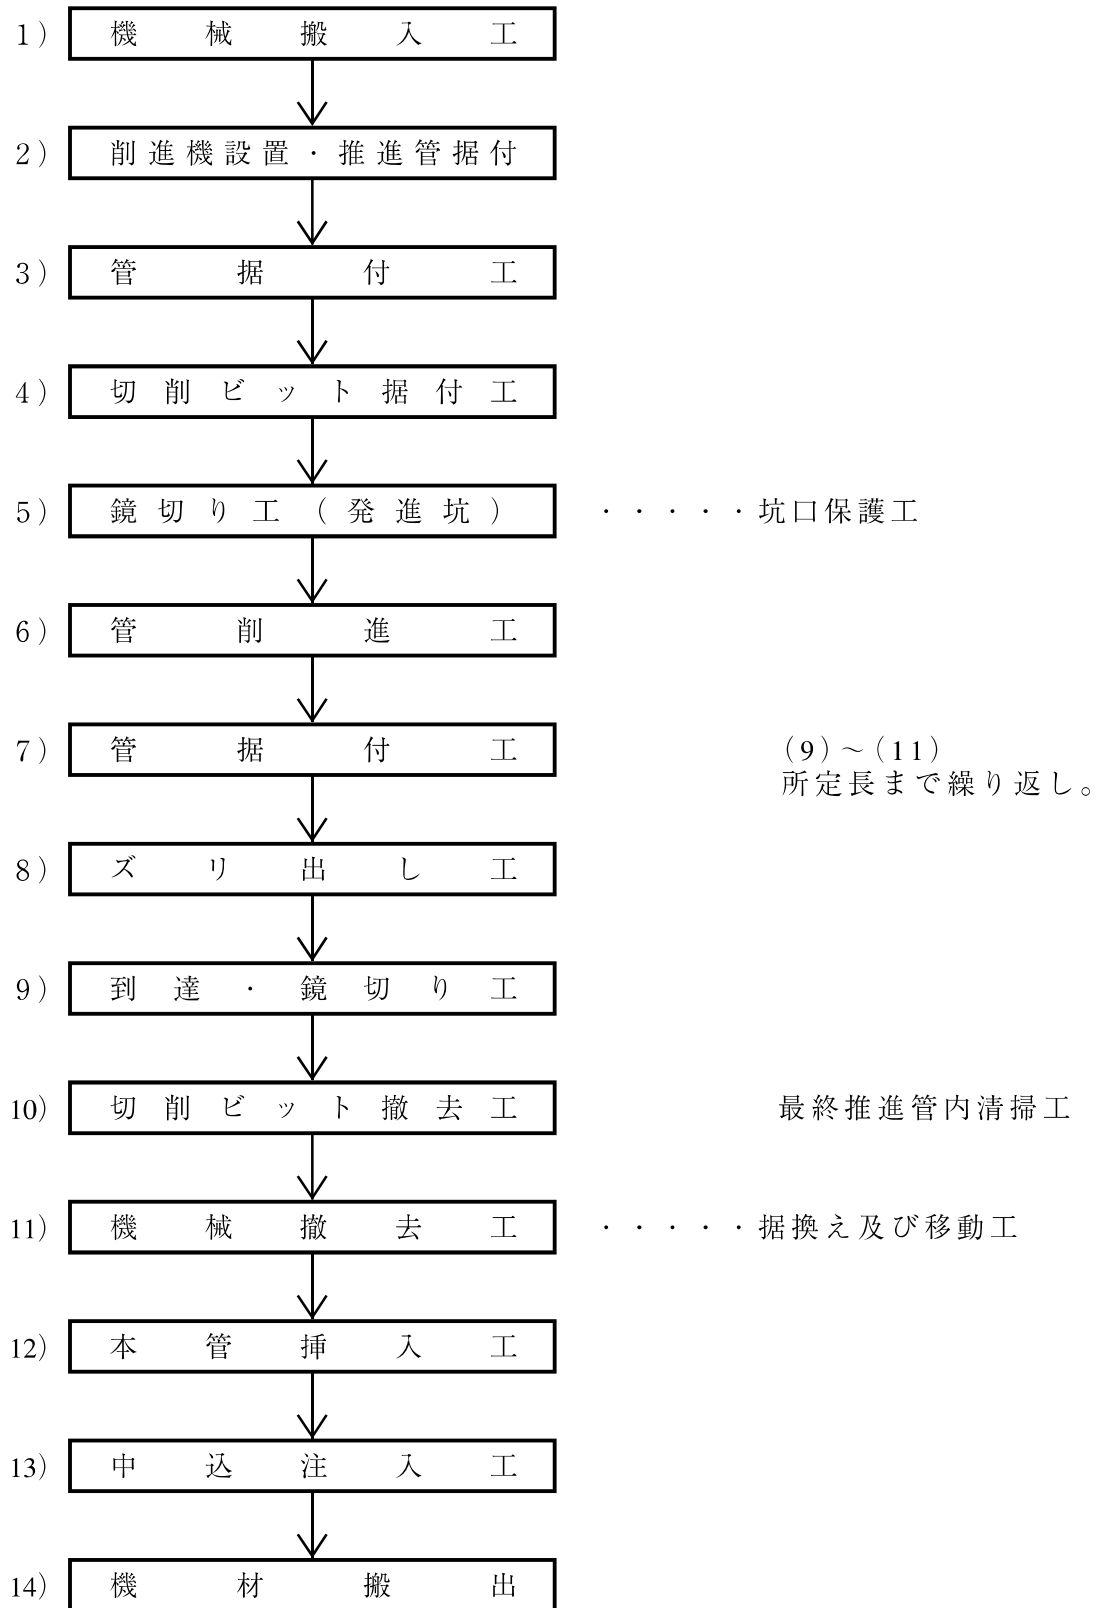 1) 機械搬入工
2) 削進機設置・推進管据付
3) 管据付工
4) 切削ビット据付工
5) 鏡切り工(発進坑) ・・・・・坑口保護工
6) 管削進工
7) 管据付工 (9)～(11)
所定長まで繰り返し。
8) ズリ出し工
9) 到達・鏡切り工
10) 切削ビット撤去工 最終推進管内清掃工
11) 機械撤去工 ・・・・・据換え及び移動工
12) 本管挿入工
13) 中込注入工
14) 機材搬出